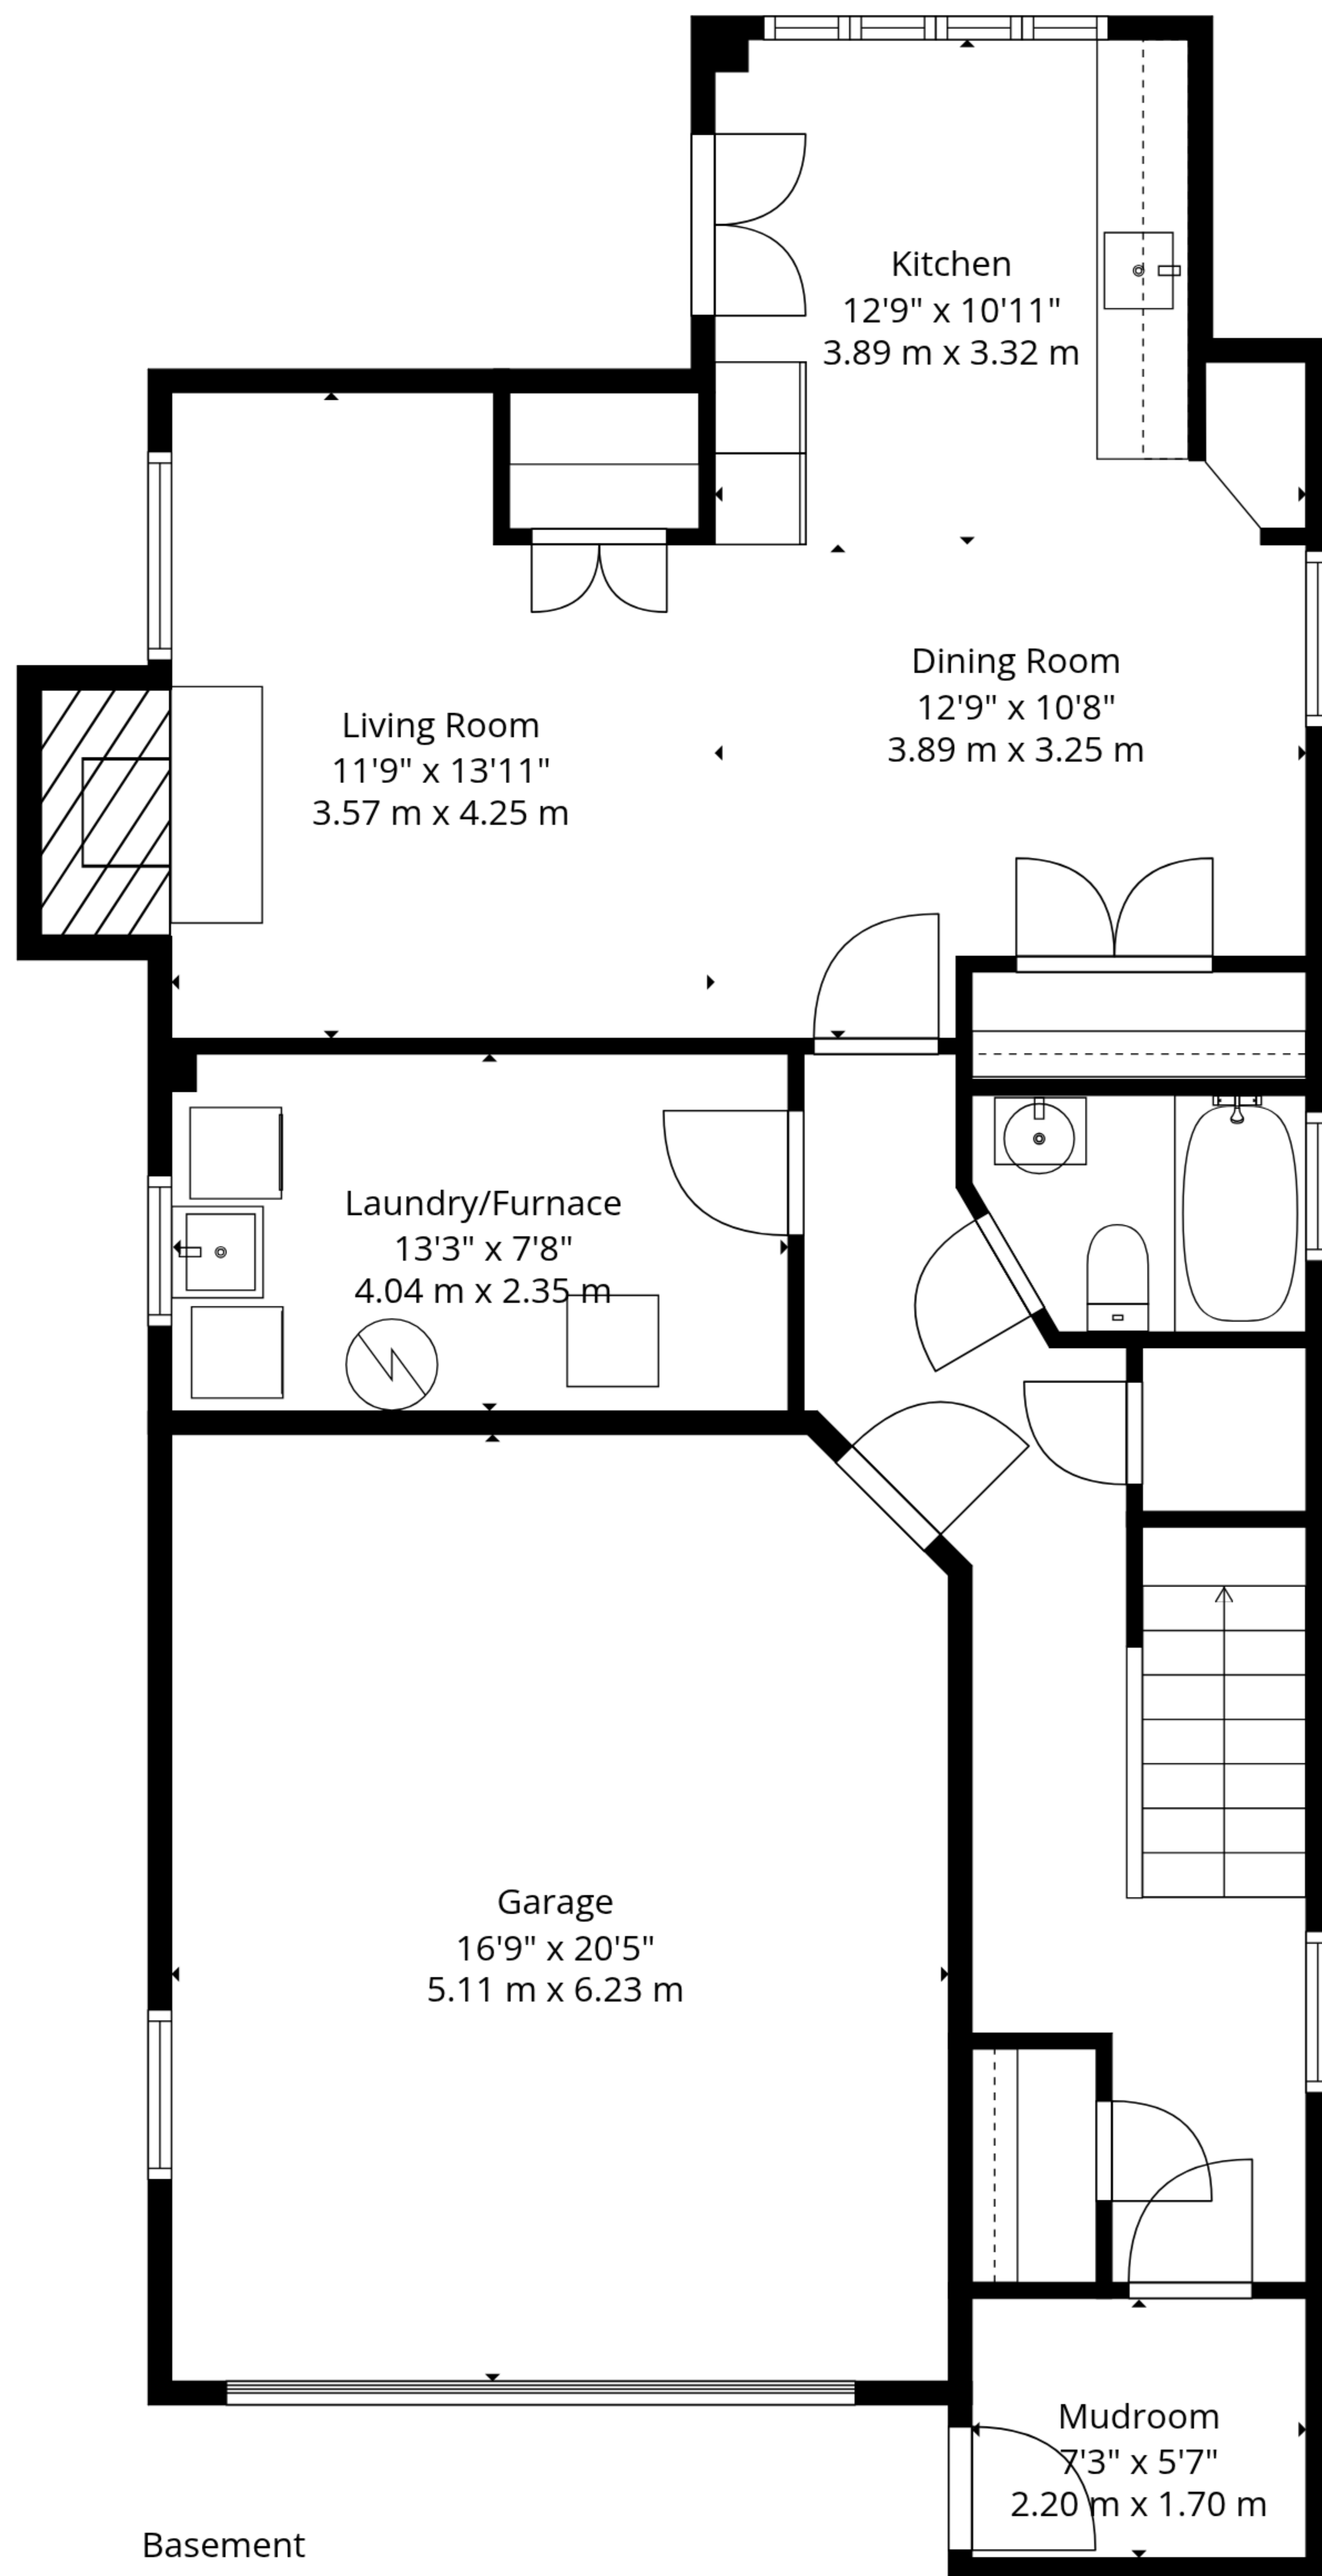 Kitchen
12'9" x 10'11"
3.89 m x 3.32 m
Dining Room
12'9" x 10'8"
3.89 m x 3.25 m
Living Room
11'9" x 13'11"
3.57 m x 4.25 m
Laundry/Furnace
13'3" x 7'8"
4.04 m x 2.35 m
Garage
16'9" x 20'5"
5.11 m x 6.23 m
Mudroom
7'3" x 5'7"
2.20 m x 1.70 m
Basement